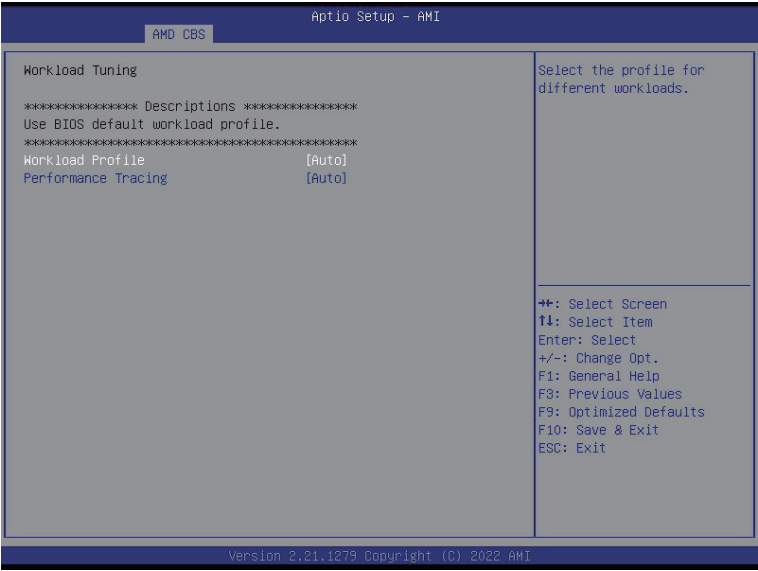 Aptio Setup – AMI
AMD CBS
Workload Tuning
*************** Descriptions ***************
Use BIOS default workload profile.
********************************************
Workload Profile [Auto]
Performance Tracing [Auto]
Select the profile for
different workloads.
→←: Select Screen
↑↓: Select Item
Enter: Select
+/-: Change Opt.
F1: General Help
F3: Previous Values
F9: Optimized Defaults
F10: Save & Exit
ESC: Exit
Version 2.21.1279 Copyright (C) 2022 AMI